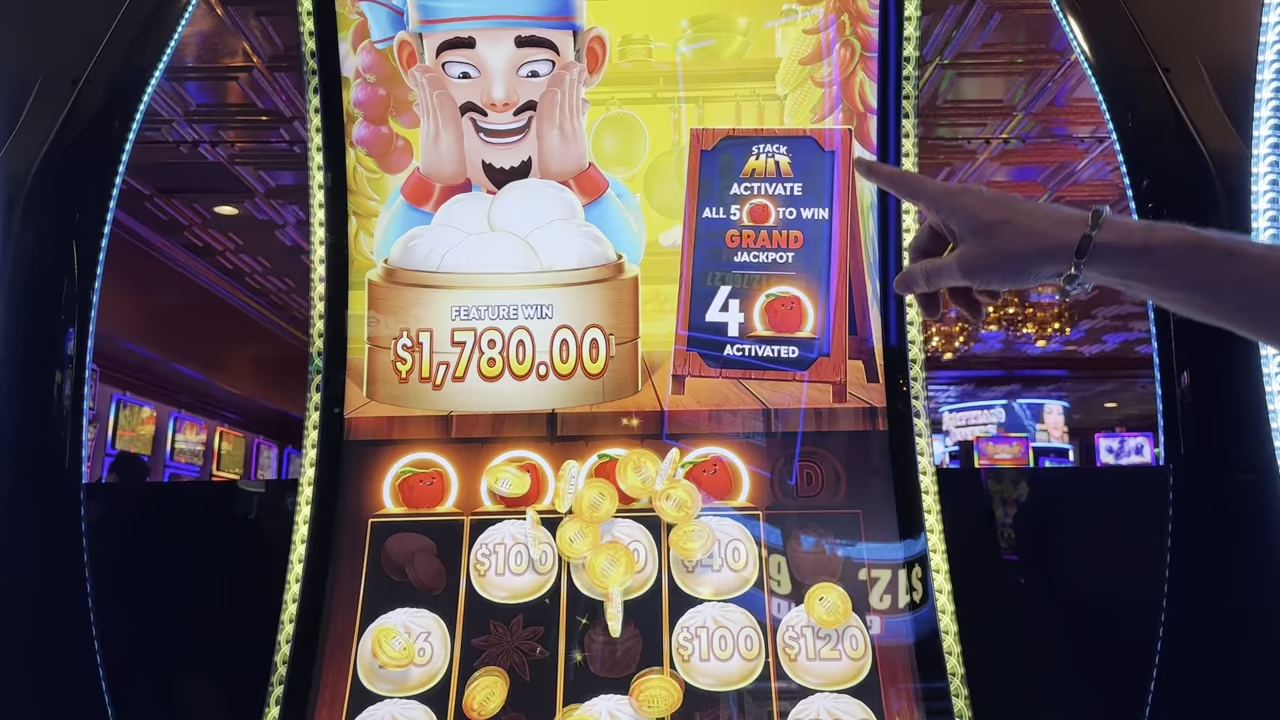 STACK
HIT
ACTIVATE
ALL 5 TO WIN
GRAND
JACKPOT
4
ACTIVATED
FEATURE WIN
$1,780.00
D
$100
$40
$100
$120